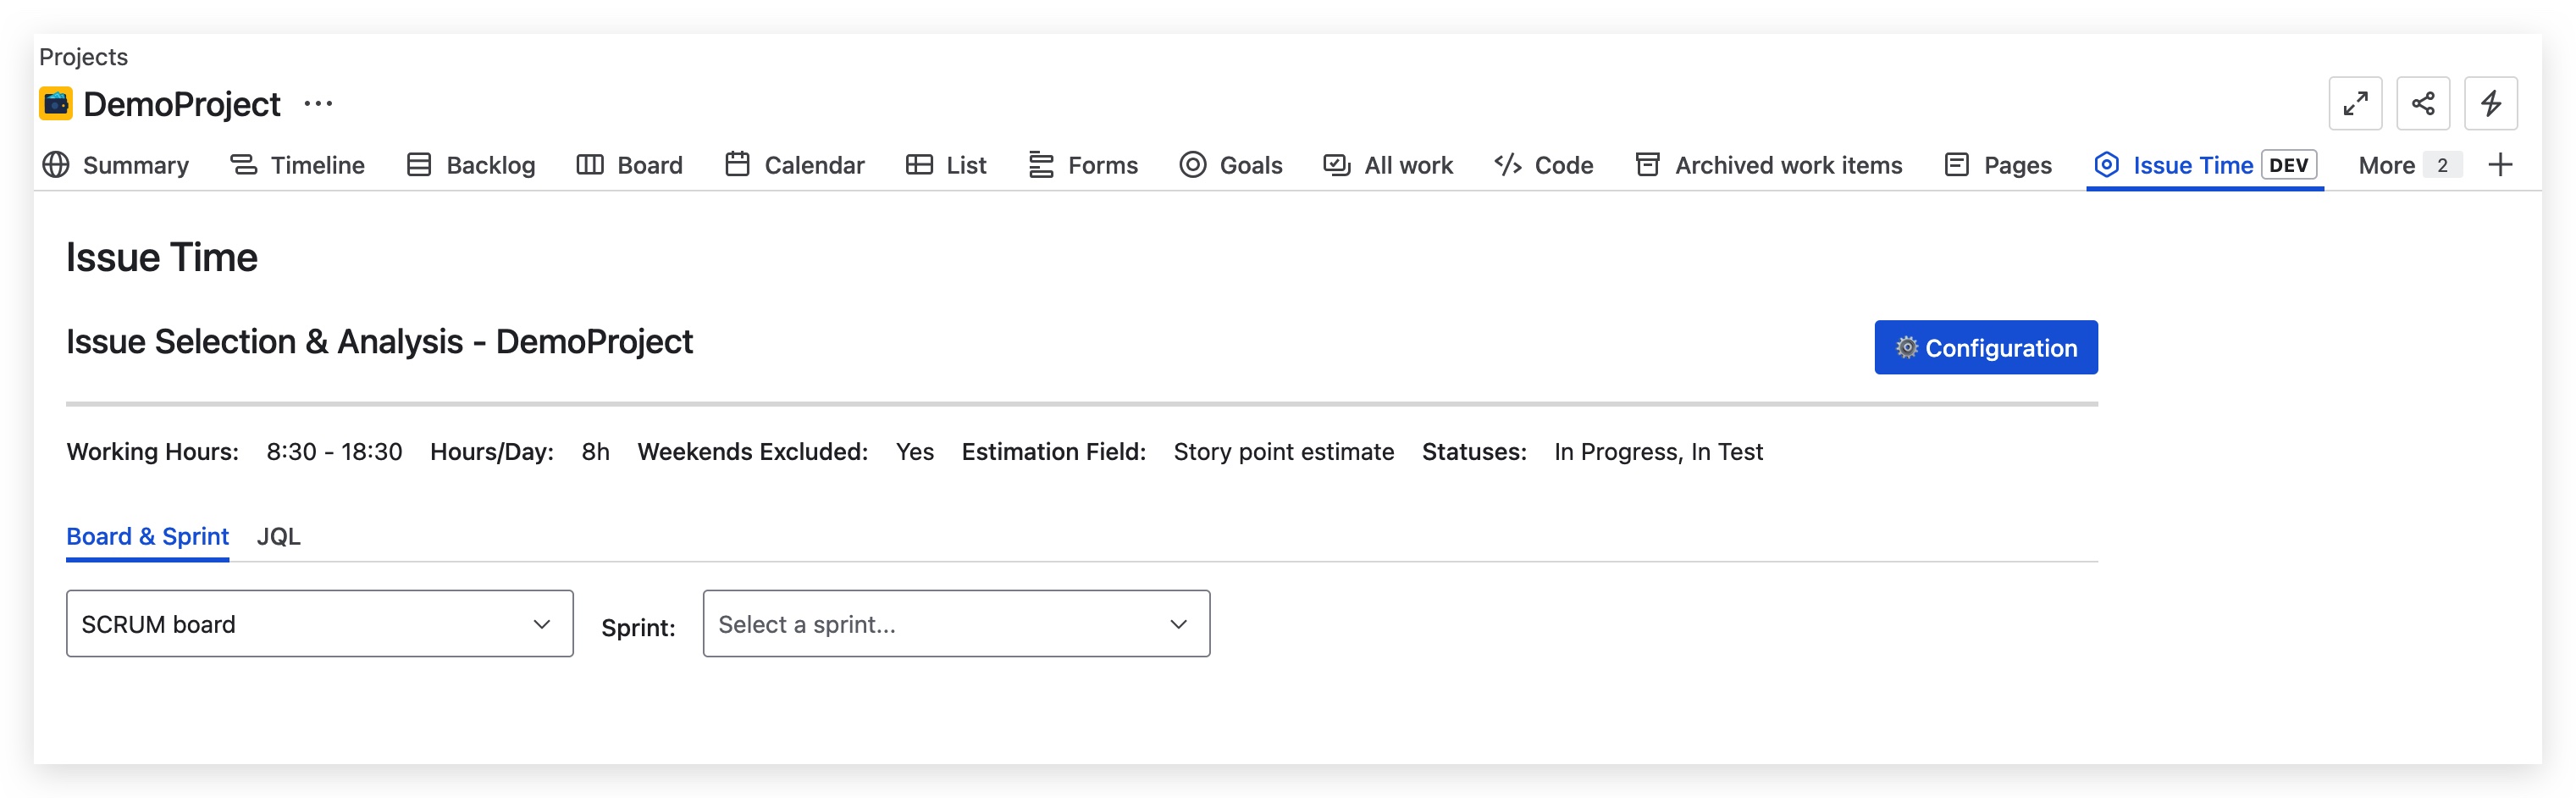 Projects
DemoProject ···
Summary Timeline Backlog Board Calendar List Forms Goals All work Code Archived work items Pages Issue Time DEV More 2
Issue Time
Issue Selection & Analysis - DemoProject
Configuration
Working Hours: 8:30 - 18:30 Hours/Day: 8h Weekends Excluded: Yes Estimation Field: Story point estimate Statuses: In Progress, In Test
Board & Sprint JQL
SCRUM board Sprint: Select a sprint...